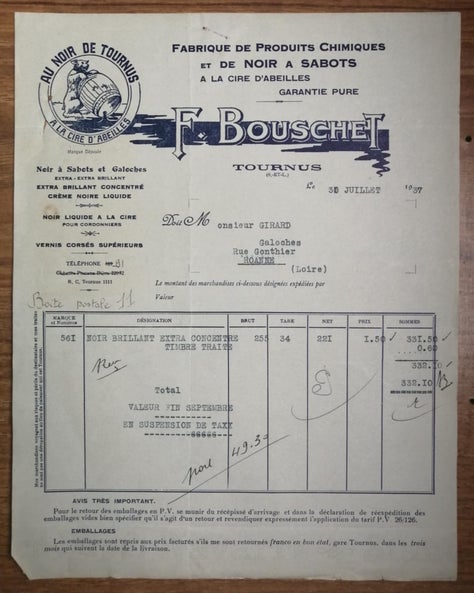 AU NOIR DE TOURNUS
A LA CIRE D'ABEILLES
Marque Déposée
FABRIQUE DE PRODUITS CHIMIQUES
ET DE NOIR A SABOTS
A LA CIRE D'ABEILLES
GARANTIE PURE
F. BOUSCHET
TOURNUS
(S.-ET-L.)
Noir à Sabots et Galoches
EXTRA - EXTRA - BRILLANT
EXTRA BRILLANT CONCENTRÉ
CRÈME NOIRE LIQUIDE
NOIR LIQUIDE A LA CIRE
POUR CORDONNIERS
VERNIS CORSÉS SUPÉRIEURS
TÉLÉPHONE 81
R. C. Tournus 1111
Boite postale 11
Le 30 JUILLET 1937
Doit Monsieur GIRARD
Galoches
Rue Gonthier
ROANNE
(Loire)
Le montant des marchandises ci-dessous désignées expédiées par
Valeur
MARQUE et Numéros DÉSIGNATION BRUT TARE NET PRIX SOMMES
561 NOIR BRILLANT EXTRA CONCENTRE 255 34 221 1.50 331.50
TIMBRE TRAITE 0.60
332.10
Total 332.10
VALEUR FIN SEPTEMBRE
EN SUSPENSION DE TAXE
port 49.30
AVIS TRÈS IMPORTANT.
Pour le retour des emballages en P.V. se munir du récépissé d'arrivage et dans la déclaration de réexpédition des
emballages vides bien spécifier qu'il s'agit d'un retour et revendiquer expressément l'application du tarif P.V 26/126.
EMBALLAGES
Les emballages sont repris aux prix facturés s'ils me sont retournés franco en bon état, gare Tournus, dans les trois
mois qui suivent la date de la livraison.